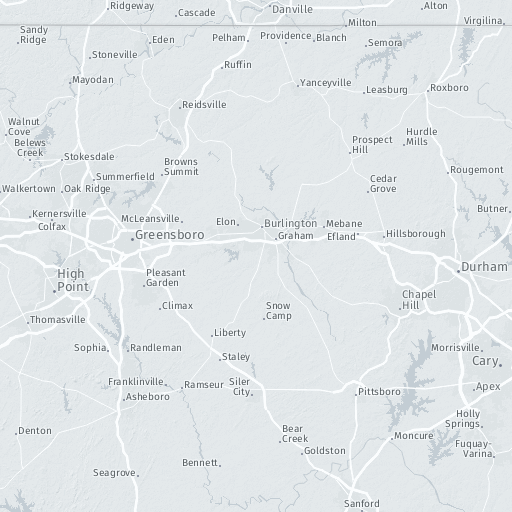 Ridgeway
Cascade
Danville
Alton
Virgilina
Sandy
Ridge
Eden
Pelham
Providence
Milton
Blanch
Semora
Stoneville
Ruffin
Mayodan
Yanceyville
Leasburg
Roxboro
Reidsville
Walnut
Cove
Belews
Creek
Hurdle
Mills
Prospect
Hill
Stokesdale
Browns
Summit
Rougemont
Summerfield
Walkertown
Oak Ridge
Cedar
Grove
Butner
Kernersville
Colfax
McLeansville
Elon
Burlington
Mebane
Greensboro
Graham
Efland
Hillsborough
Durham
High
Point
Pleasant
Garden
Chapel
Hill
Climax
Snow
Camp
Thomasville
Liberty
Sophia
Randleman
Staley
Morrisville
Cary
Franklinville
Ramseur
Siler
City
Pittsboro
Apex
Asheboro
Holly
Springs
Denton
Bear
Creek
Moncure
Fuquay-
Varina
Goldston
Bennett
Seagrove
Sanford